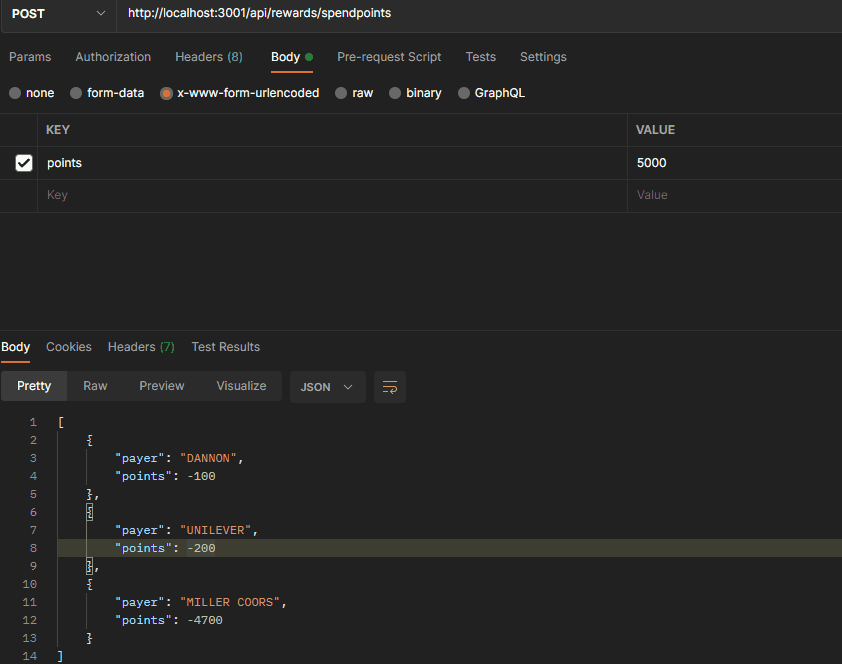 POST http://localhost:3001/api/rewards/spendpoints
Params Authorization Headers (8) Body Pre-request Script Tests Settings
none form-data x-www-form-urlencoded raw binary GraphQL
KEY VALUE
points 5000
Key Value
Body Cookies Headers (7) Test Results
Pretty Raw Preview Visualize JSON
1 [
2 {
3 "payer": "DANNON",
4 "points": -100
5 },
6 {
7 "payer": "UNILEVER",
8 "points": -200
9 },
10 {
11 "payer": "MILLER COORS",
12 "points": -4700
13 }
14 ]